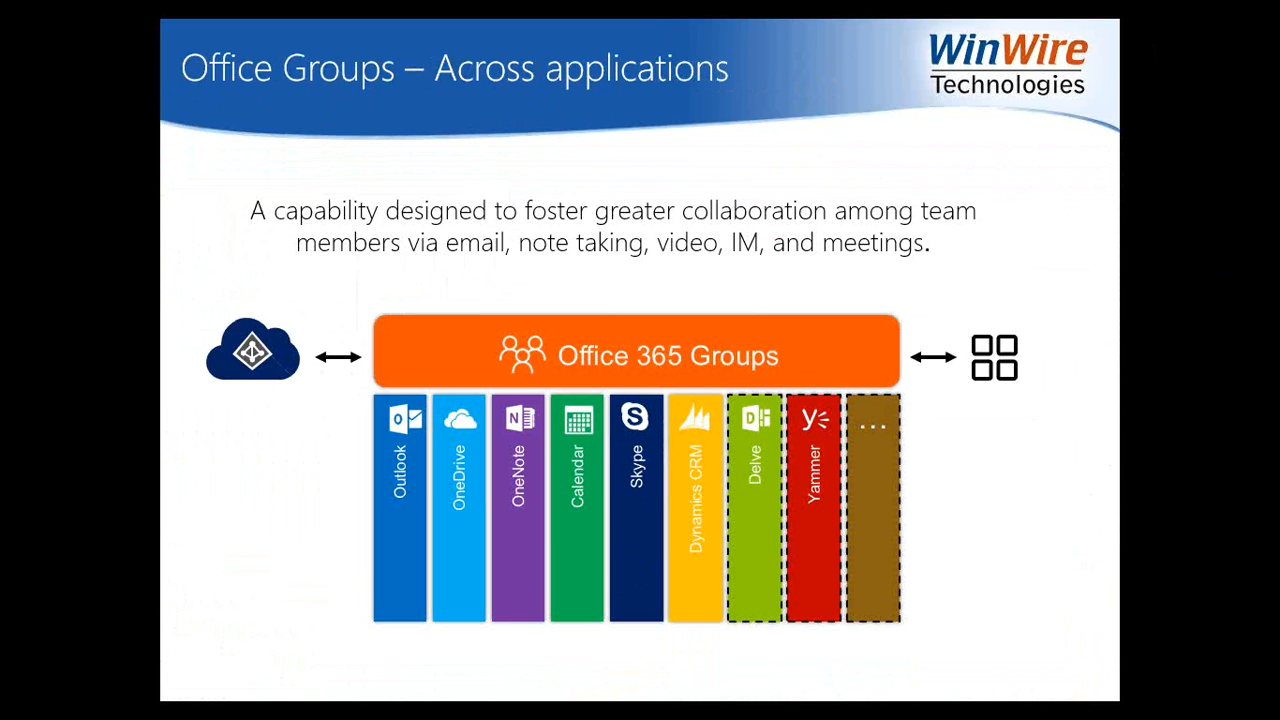 Office Groups – Across applications
WinWire
Technologies
A capability designed to foster greater collaboration among team
members via email, note taking, video, IM, and meetings.
Office 365 Groups
Outlook
OneDrive
OneNote
Calendar
Skype
Dynamics CRM
Delve
Yammer
...